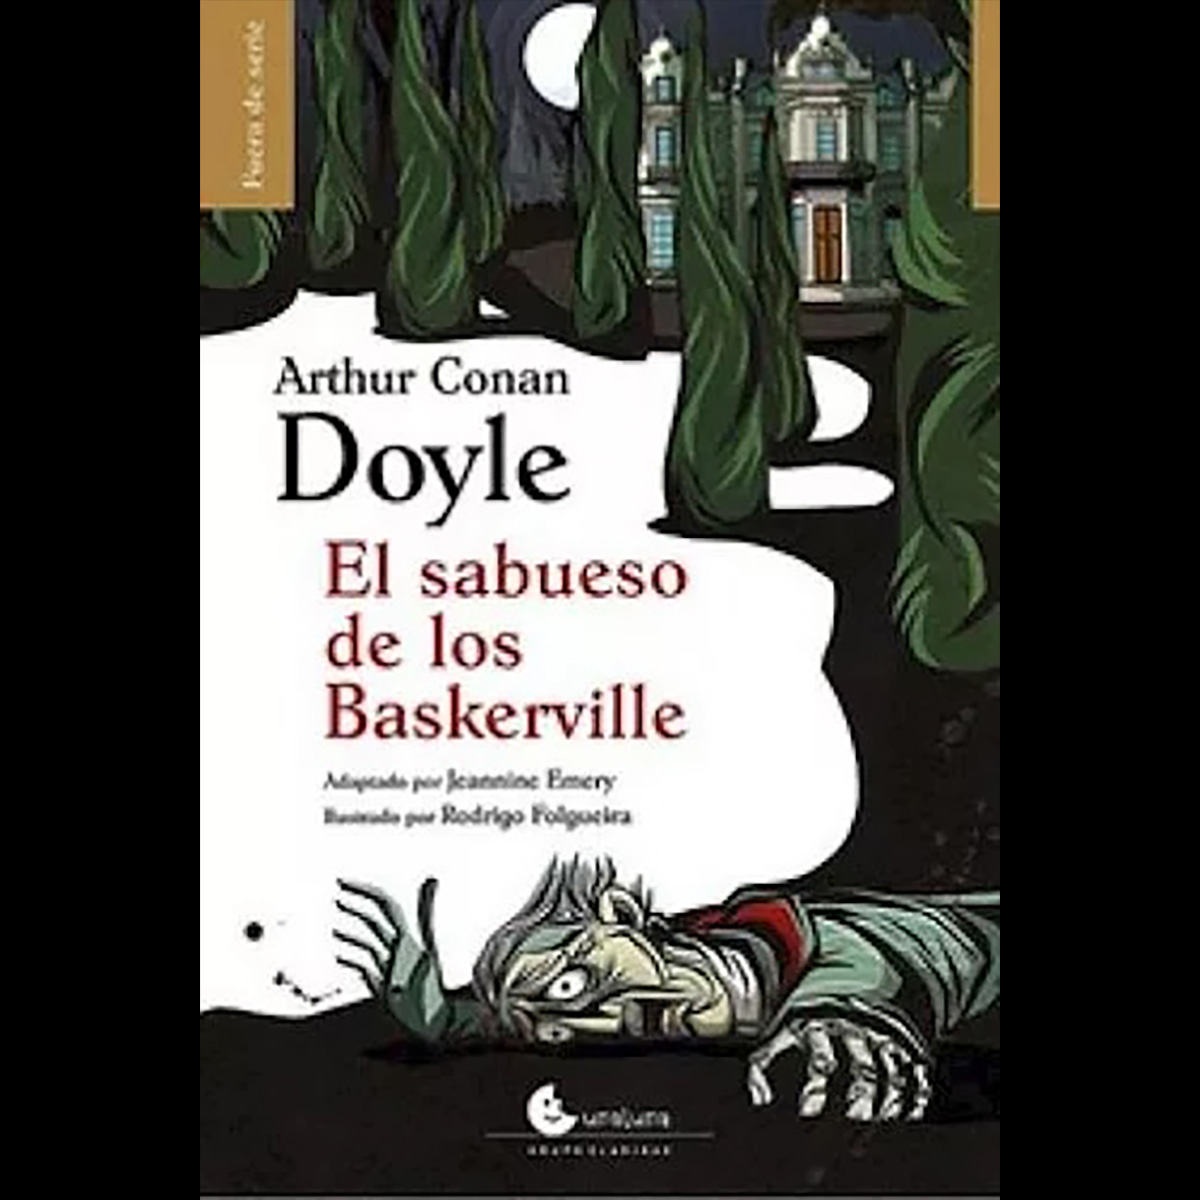 Fuera de serie
Arthur Conan
Doyle
El sabueso
de los
Baskerville
Adaptado por Jeannine Emery
Ilustrado por Rodrigo Folgueira
unaLuna